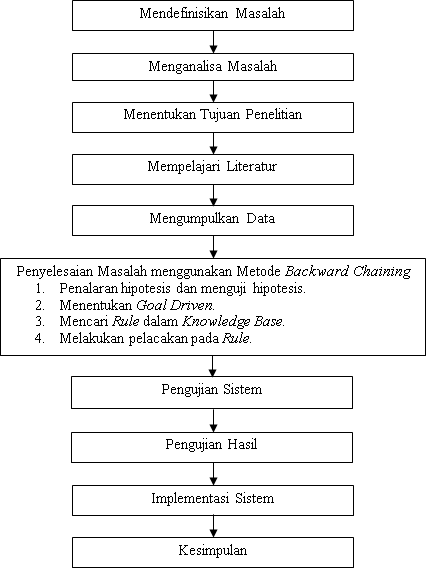 Mendefinisikan Masalah
Menganalisa Masalah
Menentukan Tujuan Penelitian
Mempelajari Literatur
Mengumpulkan Data
Penyelesaian Masalah menggunakan Metode Backward Chaining
1. Penalaran hipotesis dan menguji hipotesis.
2. Menentukan Goal Driven.
3. Mencari Rule dalam Knowledge Base.
4. Melakukan pelacakan pada Rule.
Pengujian Sistem
Pengujian Hasil
Implementasi Sistem
Kesimpulan